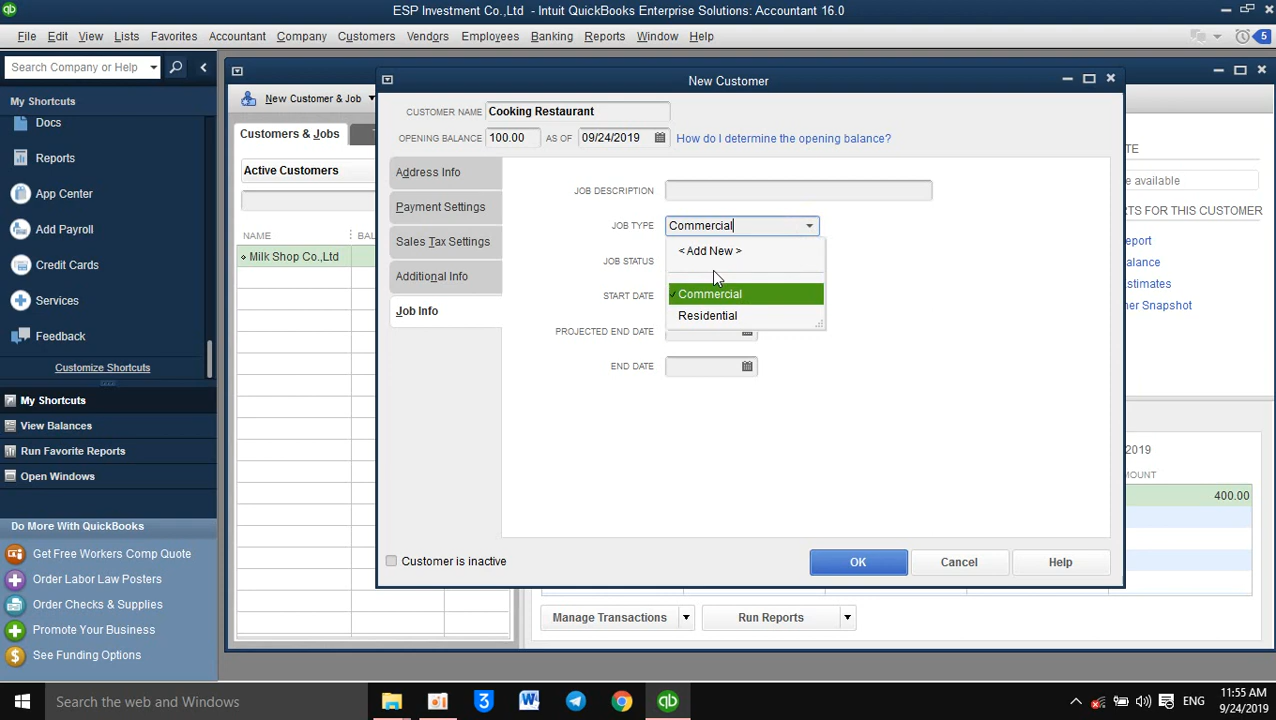 ESP Investment Co.,Ltd - Intuit QuickBooks Enterprise Solutions: Accountant 16.0
File Edit View Lists Favorites Accountant Company Customers Vendors Employees Banking Reports Window Help
5
Search Company or Help
My Shortcuts
Docs
Reports
App Center
Add Payroll
Credit Cards
Services
Feedback
Customize Shortcuts
My Shortcuts
View Balances
Run Favorite Reports
Open Windows
Do More With QuickBooks
Get Free Workers Comp Quote
Order Labor Law Posters
Order Checks & Supplies
Promote Your Business
See Funding Options
New Customer & Job
Customers & Jobs
Active Customers
NAME
Milk Shop Co.,Ltd
New Customer
CUSTOMER NAME Cooking Restaurant
OPENING BALANCE 100.00 AS OF 09/24/2019 How do I determine the opening balance?
Address Info
Payment Settings
Sales Tax Settings
Additional Info
Job Info
JOB DESCRIPTION
JOB TYPE Commercial
< Add New >
Commercial
Residential
JOB STATUS
START DATE
PROJECTED END DATE
END DATE
Customer is inactive
OK Cancel Help
available
FOR THIS CUSTOMER
Snapshot
2019
400.00
Manage Transactions Run Reports
Search the web and Windows
ENG
11:55 AM
9/24/2019